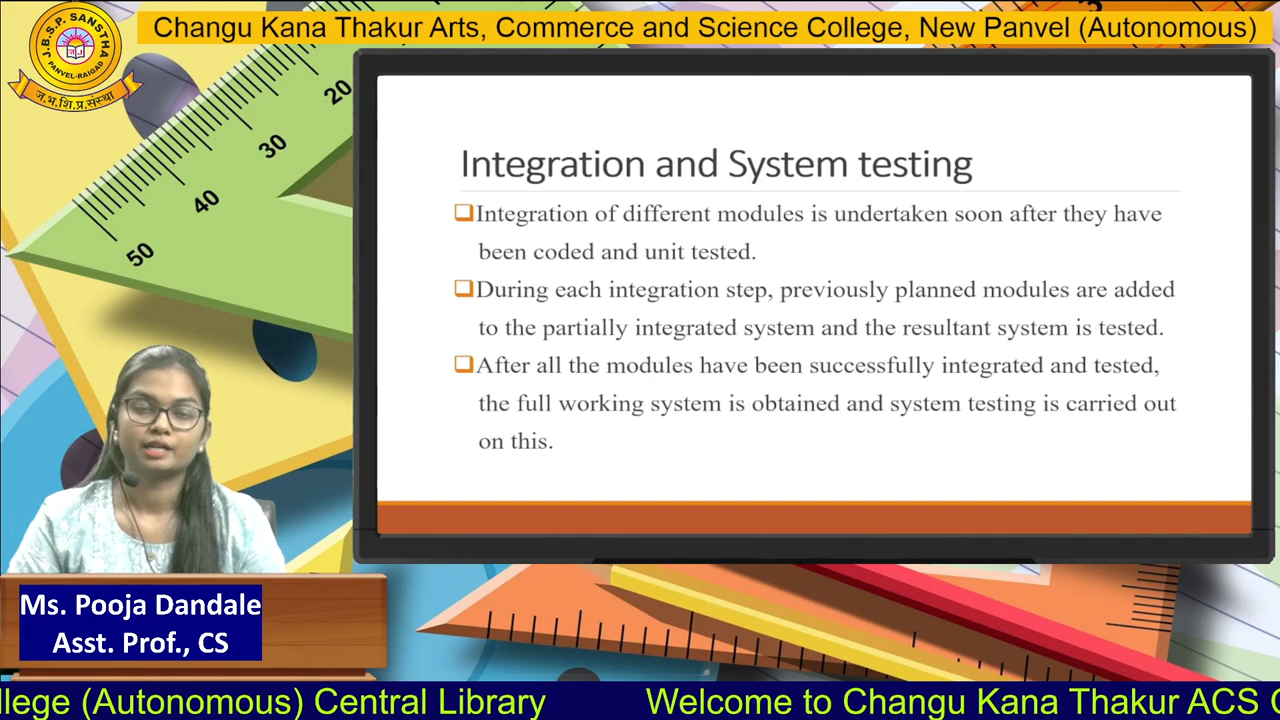 Changu Kana Thakur Arts, Commerce and Science College, New Panvel (Autonomous)
J.B.S.P. SANSTHA
PANVEL-RAIGAD
ज.भ.शि.प्र.संस्था
20
30
40
50
Integration and System testing
Integration of different modules is undertaken soon after they have
been coded and unit tested.
During each integration step, previously planned modules are added
to the partially integrated system and the resultant system is tested.
After all the modules have been successfully integrated and tested,
the full working system is obtained and system testing is carried out
on this.
Ms. Pooja Dandale
Asst. Prof., CS
llege (Autonomous) Central Library Welcome to Changu Kana Thakur ACS C